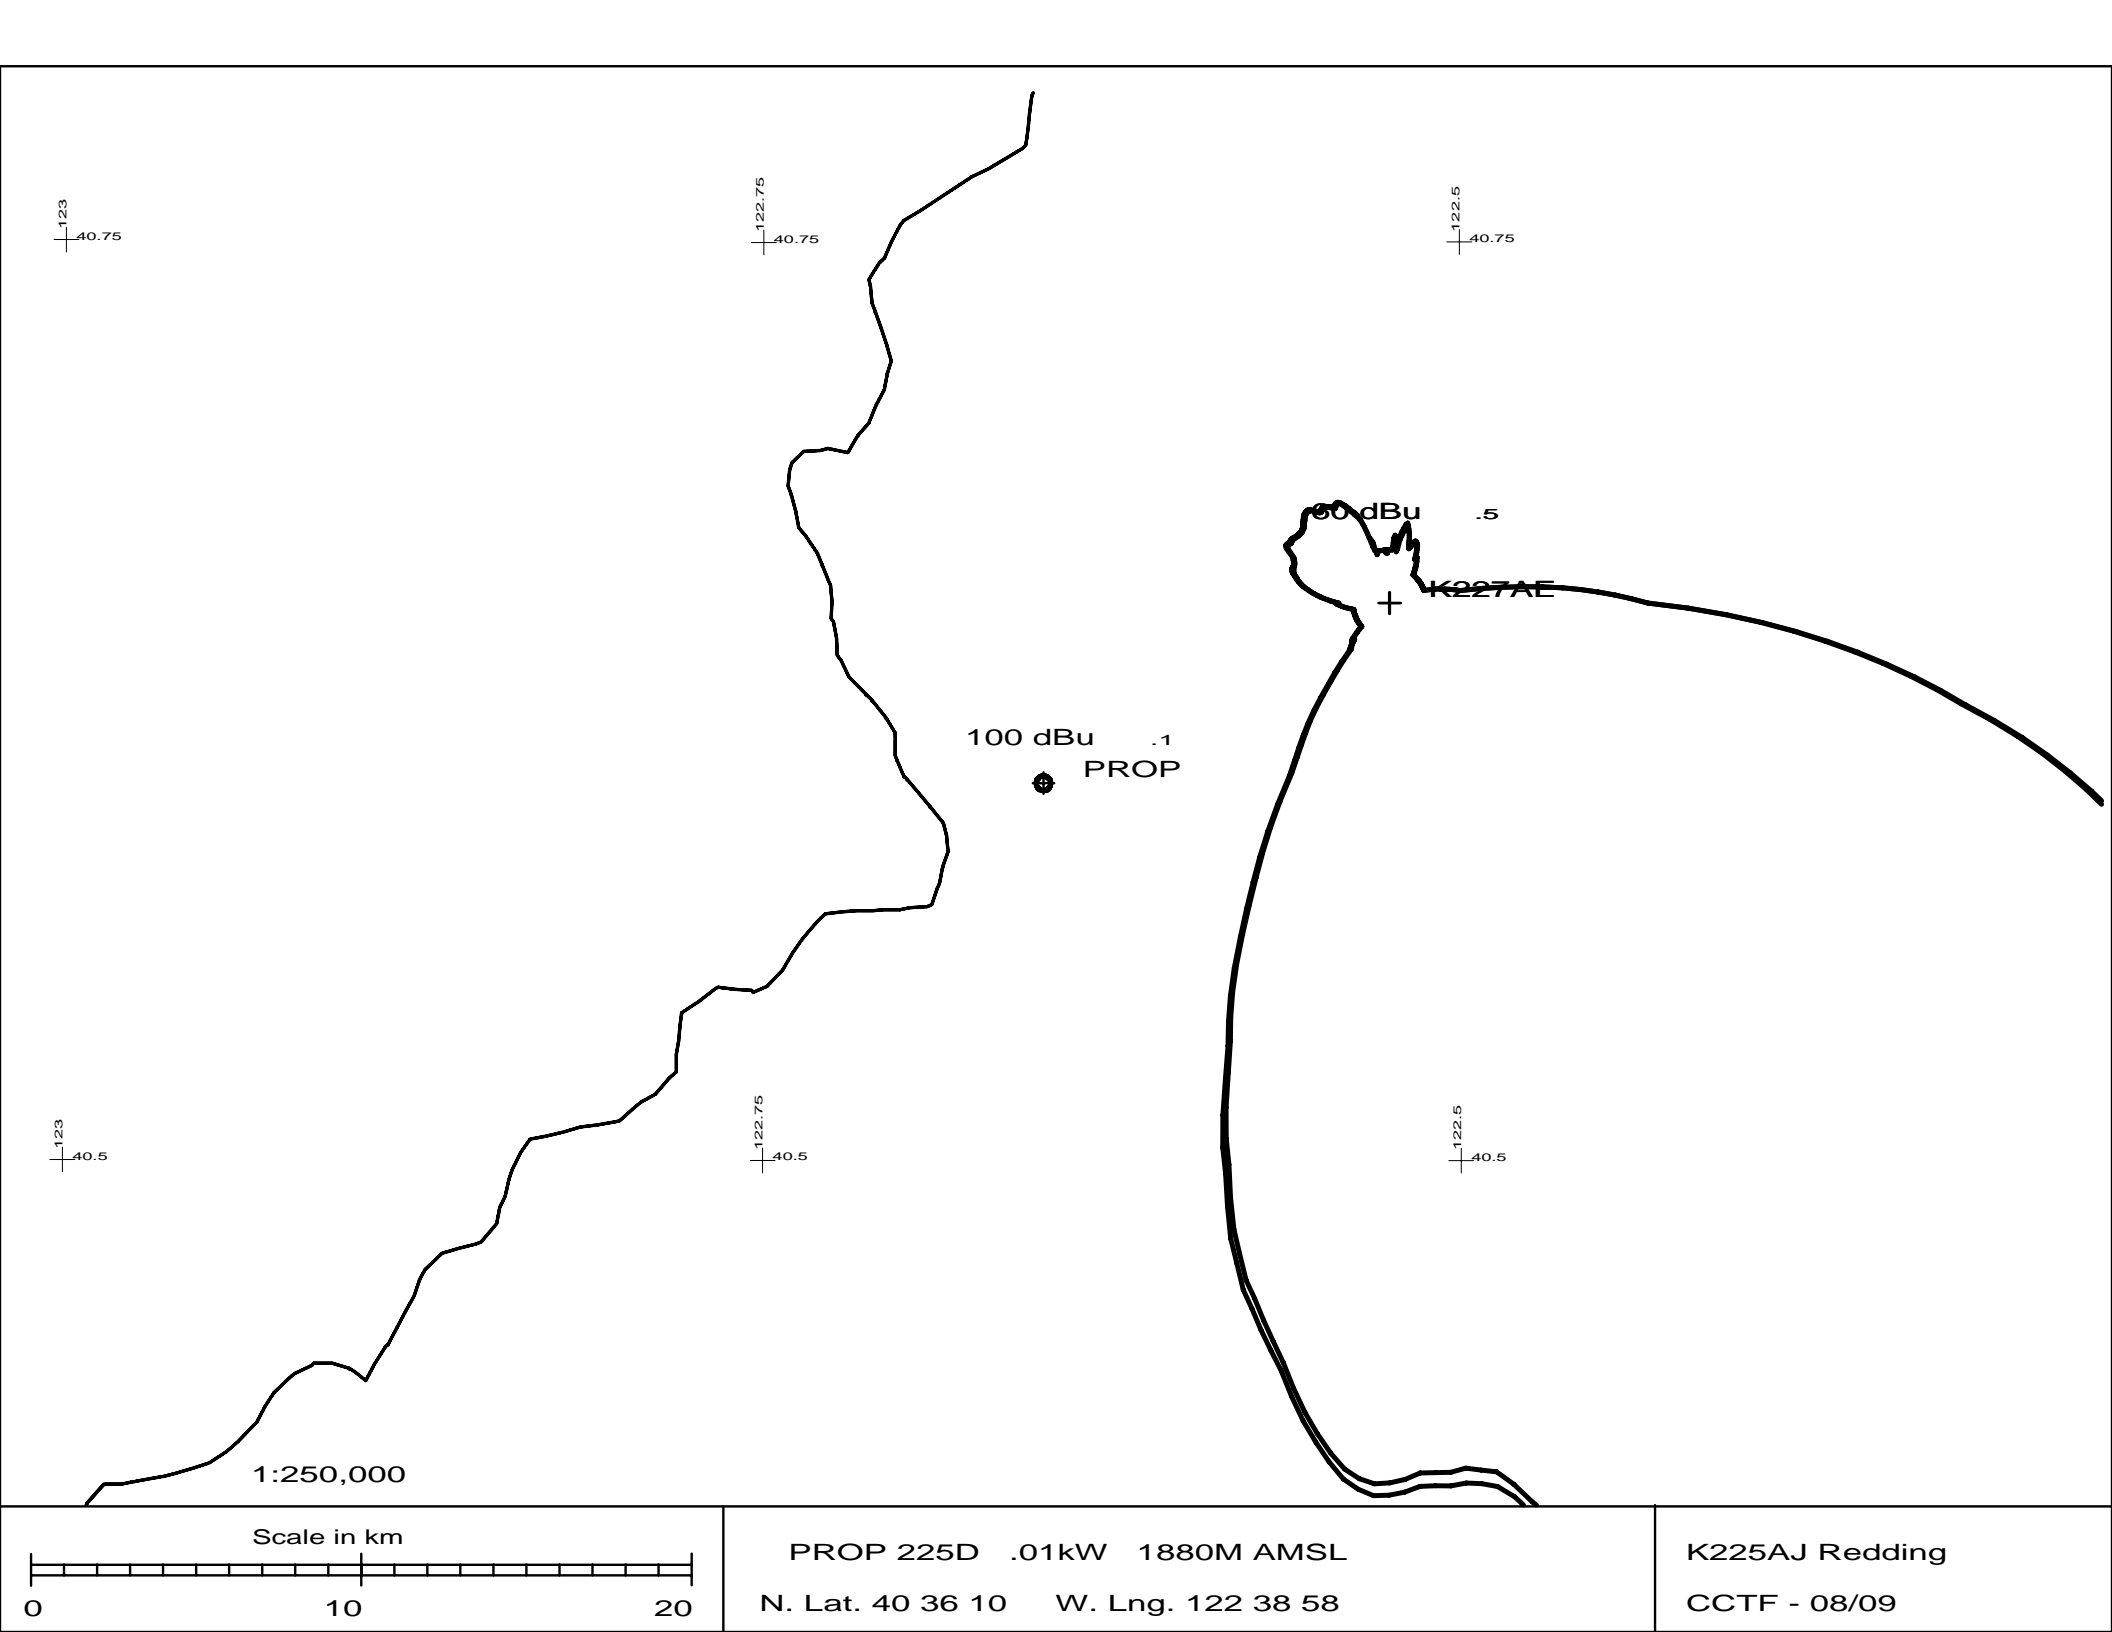 123
40.75
122.75
40.75
122.5
40.75
60 dBu .5
K227AE
100 dBu .1
PROP
123
40.5
122.75
40.5
122.5
40.5
1:250,000
Scale in km
0 10 20
PROP 225D .01kW 1880M AMSL
N. Lat. 40 36 10 W. Lng. 122 38 58
K225AJ Redding
CCTF - 08/09